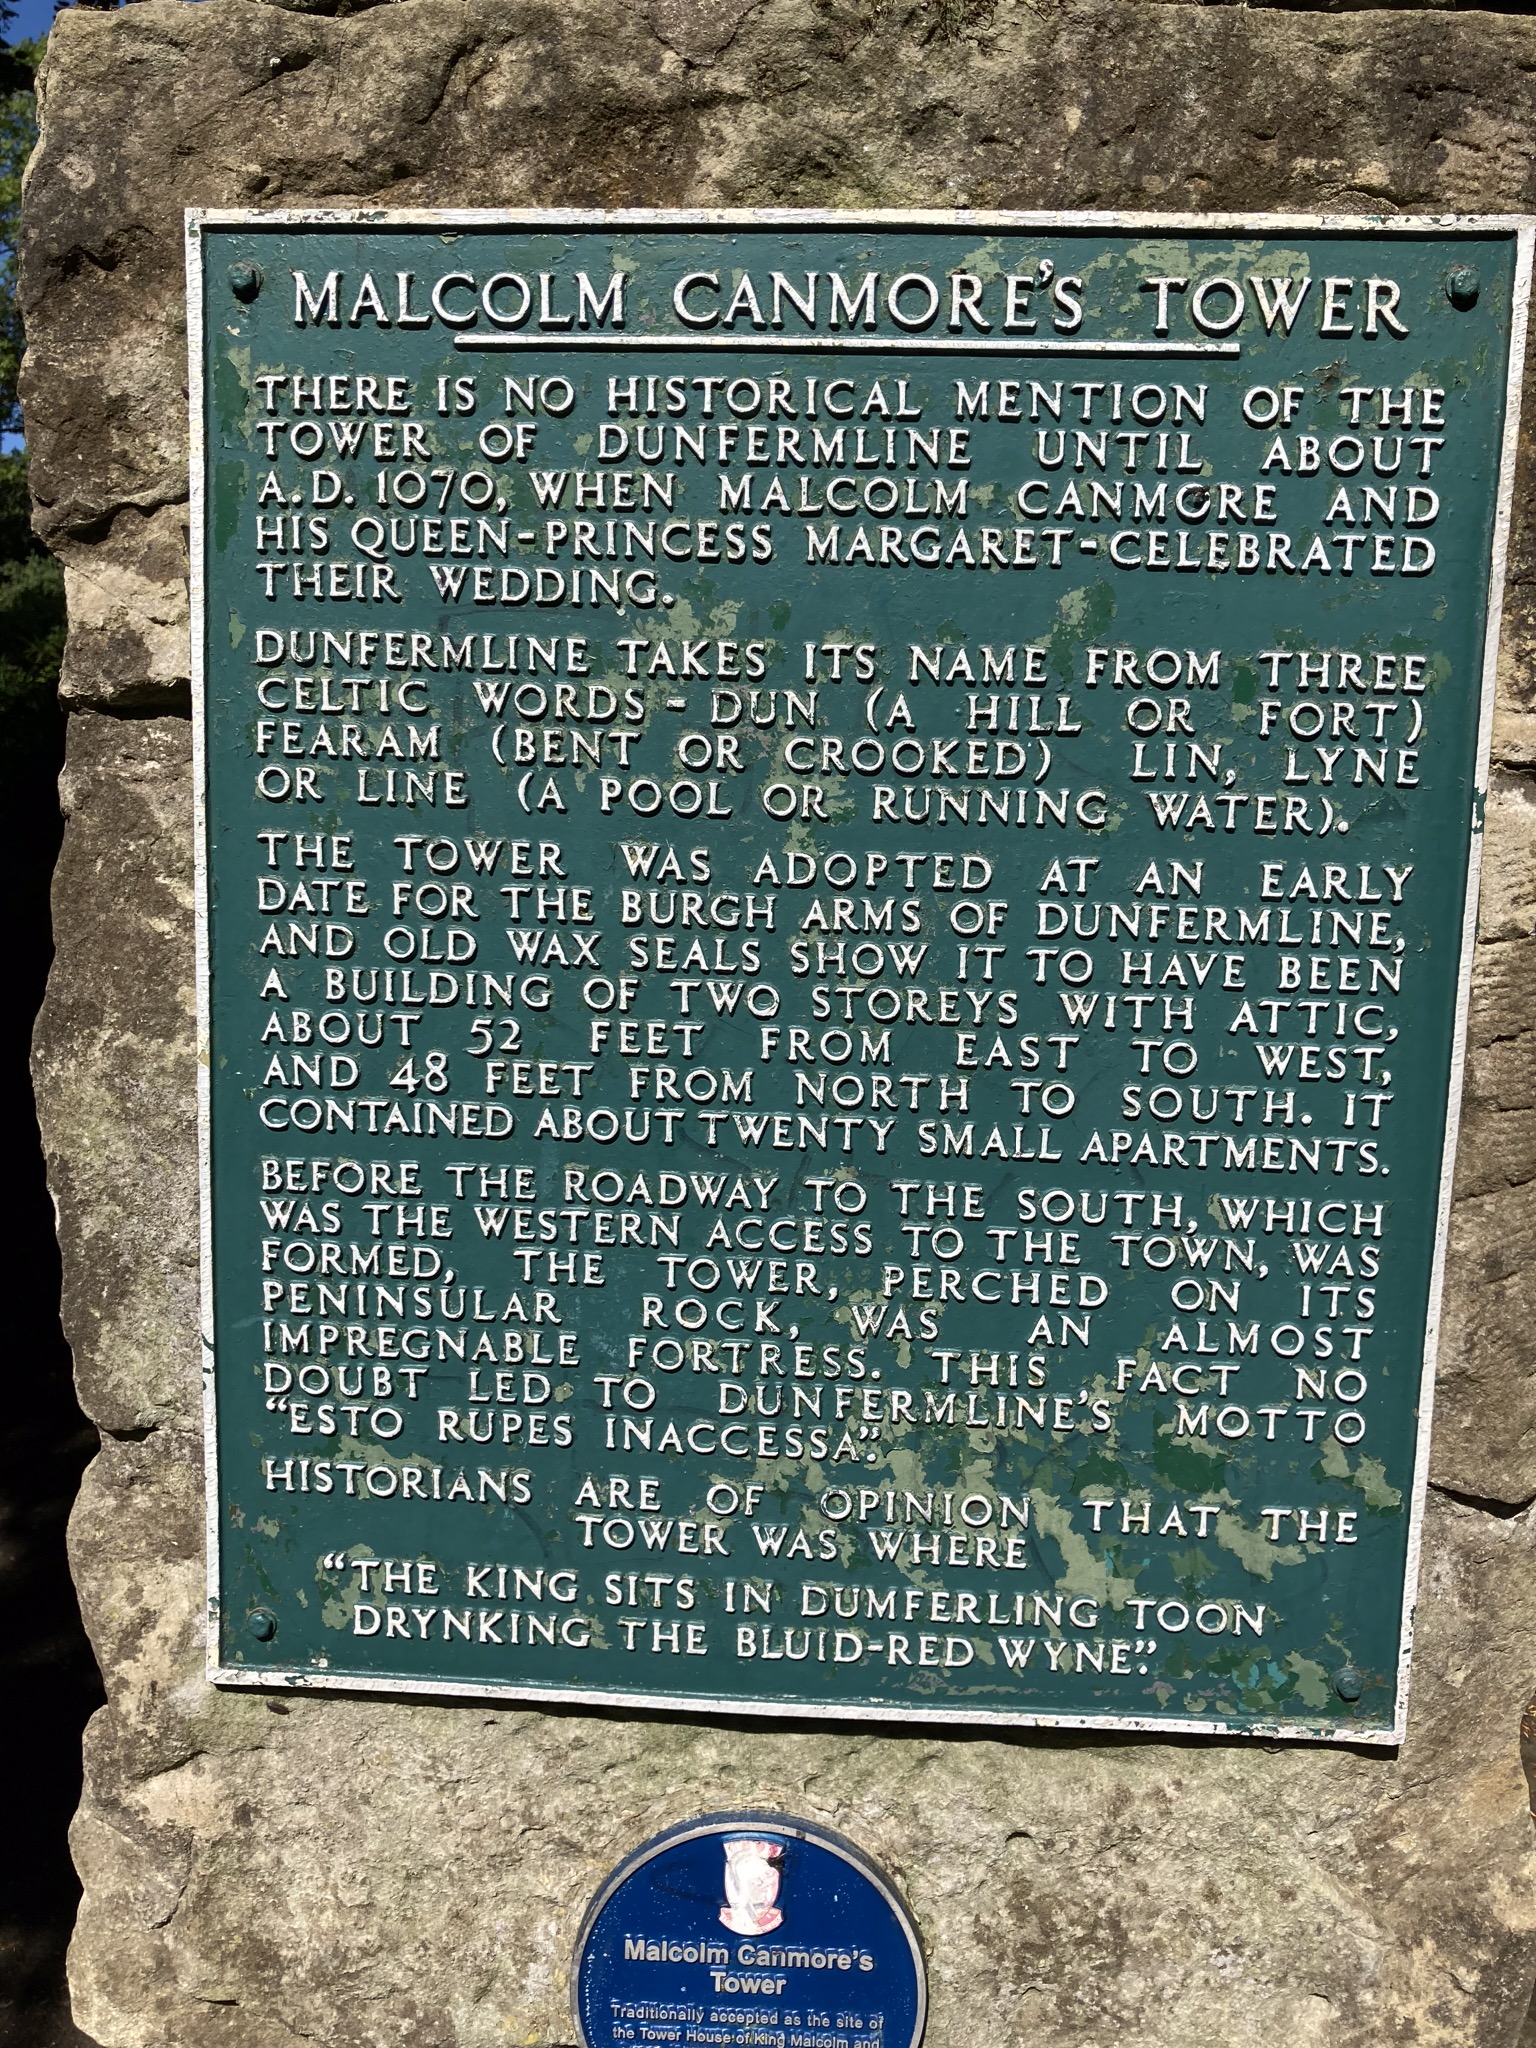 MALCOLM CANMORE'S TOWER
THERE IS NO HISTORICAL MENTION OF THE
TOWER OF DUNFERMLINE UNTIL ABOUT
A.D. 1070, WHEN MALCOLM CANMORE AND
HIS QUEEN-PRINCESS MARGARET-CELEBRATED
THEIR WEDDING.
DUNFERMLINE TAKES ITS NAME FROM THREE
CELTIC WORDS - DUN (A HILL OR FORT)
FEARAM (BENT OR CROOKED) LIN, LYNE
OR LINE (A POOL OR RUNNING WATER).
THE TOWER WAS ADOPTED AT AN EARLY
DATE FOR THE BURGH ARMS OF DUNFERMLINE,
AND OLD WAX SEALS SHOW IT TO HAVE BEEN
A BUILDING OF TWO STOREYS WITH ATTIC,
ABOUT 52 FEET FROM EAST TO WEST,
AND 48 FEET FROM NORTH TO SOUTH. IT
CONTAINED ABOUT TWENTY SMALL APARTMENTS.
BEFORE THE ROADWAY TO THE SOUTH, WHICH
WAS THE WESTERN ACCESS TO THE TOWN, WAS
FORMED, THE TOWER, PERCHED ON ITS
PENINSULAR ROCK, WAS AN ALMOST
IMPREGNABLE FORTRESS. THIS FACT NO
DOUBT LED TO DUNFERMLINE'S MOTTO
"ESTO RUPES INACCESSA".
HISTORIANS ARE OF OPINION THAT THE
TOWER WAS WHERE
"THE KING SITS IN DUMFERLING TOON
DRYNKING THE BLUID-RED WYNE".
Malcolm Canmore's
Tower
Traditionally accepted as the site of
the Tower House of King Malcolm and